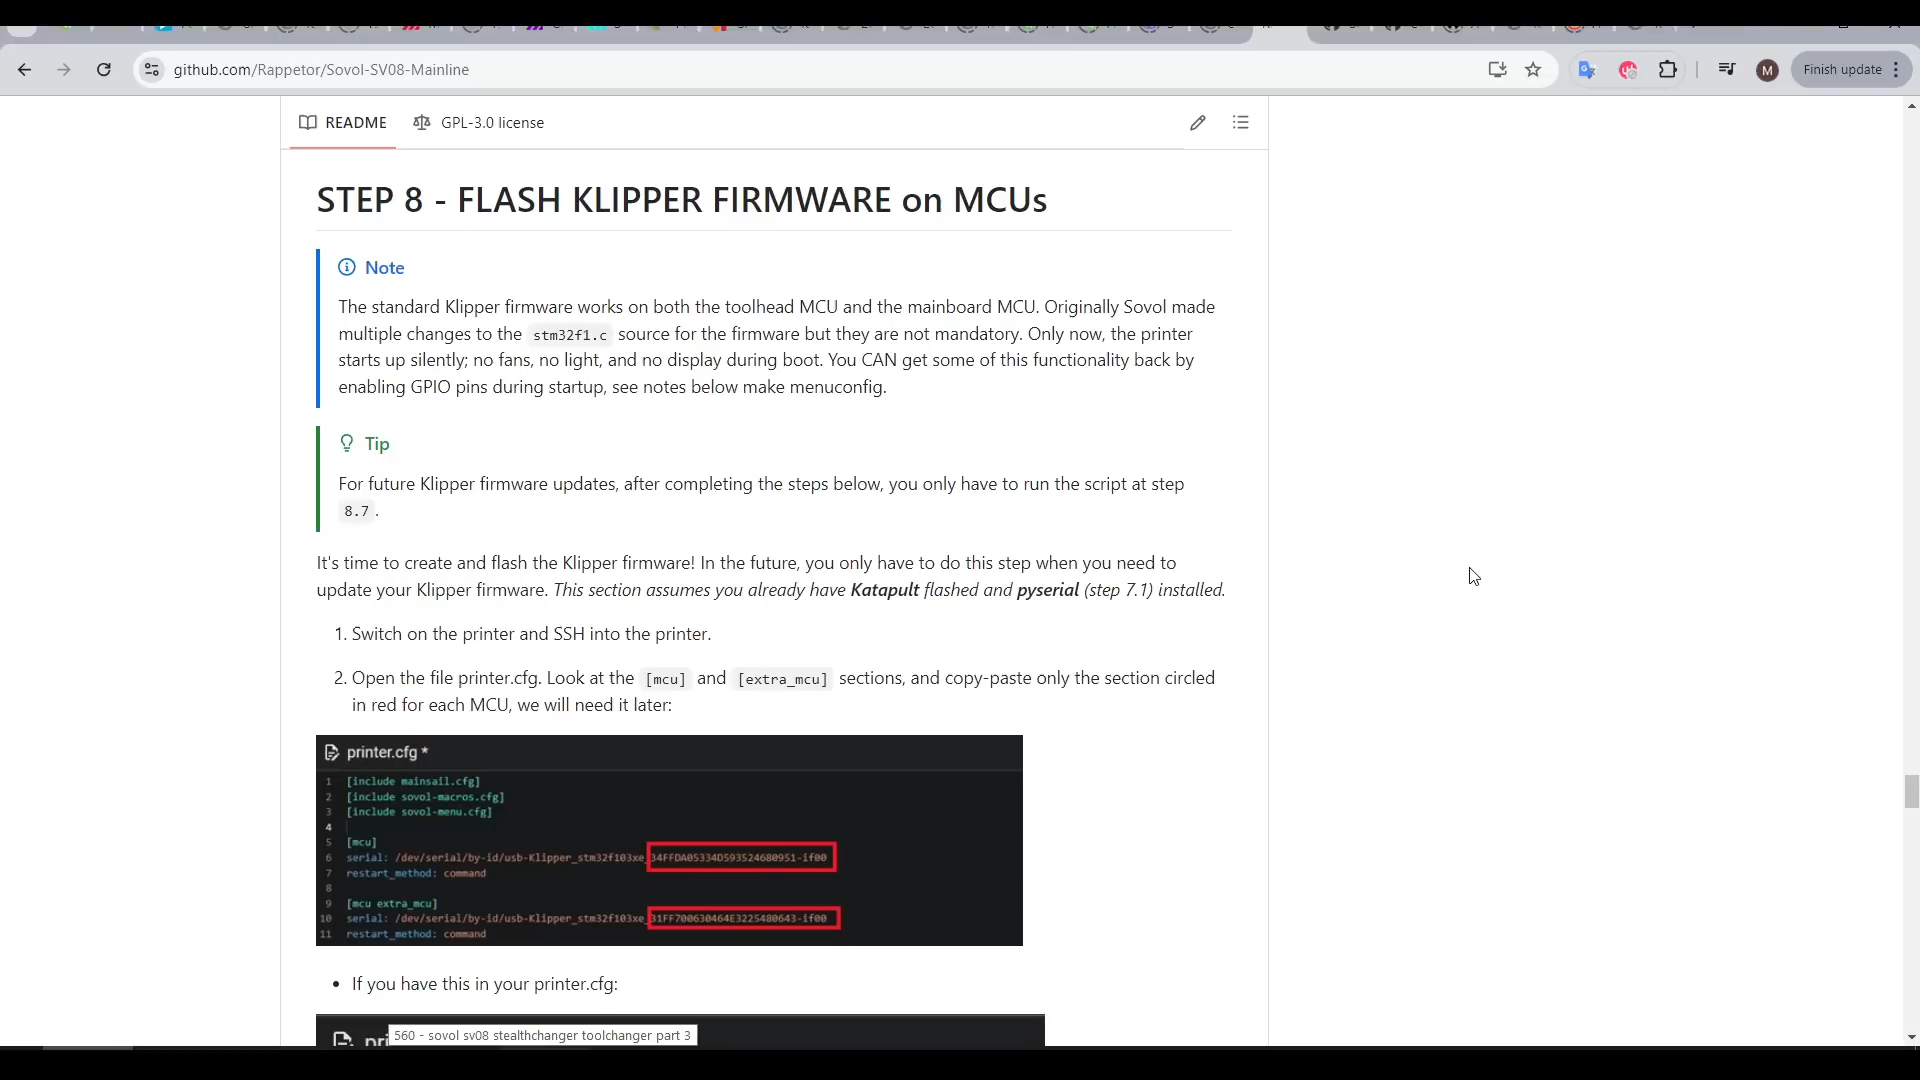 github.com/Rappetor/Sovol-SV08-Mainline
M
Finish update
README
GPL-3.0 license
STEP 8 - FLASH KLIPPER FIRMWARE on MCUs
Note
The standard Klipper firmware works on both the toolhead MCU and the mainboard MCU. Originally Sovol made
multiple changes to the stm32f1.c source for the firmware but they are not mandatory. Only now, the printer
starts up silently; no fans, no light, and no display during boot. You CAN get some of this functionality back by
enabling GPIO pins during startup, see notes below make menuconfig.
Tip
For future Klipper firmware updates, after completing the steps below, you only have to run the script at step
8.7 .
It's time to create and flash the Klipper firmware! In the future, you only have to do this step when you need to
update your Klipper firmware. This section assumes you already have Katapult flashed and pyserial (step 7.1) installed.
1. Switch on the printer and SSH into the printer.
2. Open the file printer.cfg. Look at the [mcu] and [extra_mcu] sections, and copy-paste only the section circled
in red for each MCU, we will need it later:
printer.cfg *
1 [include mainsail.cfg]
2 [include sovol-macros.cfg]
3 [include sovol-menu.cfg]
4
5 [mcu]
6 serial: /dev/serial/by-id/usb-Klipper_stm32f103xe_34FFDA05334D593524680951-if00
7 restart_method: command
8
9 [mcu extra_mcu]
10 serial: /dev/serial/by-id/usb-Klipper_stm32f103xe_31FF700630464E3225480643-if00
11 restart_method: command
• If you have this in your printer.cfg:
560 - sovol sv08 stealthchanger toolchanger part 3